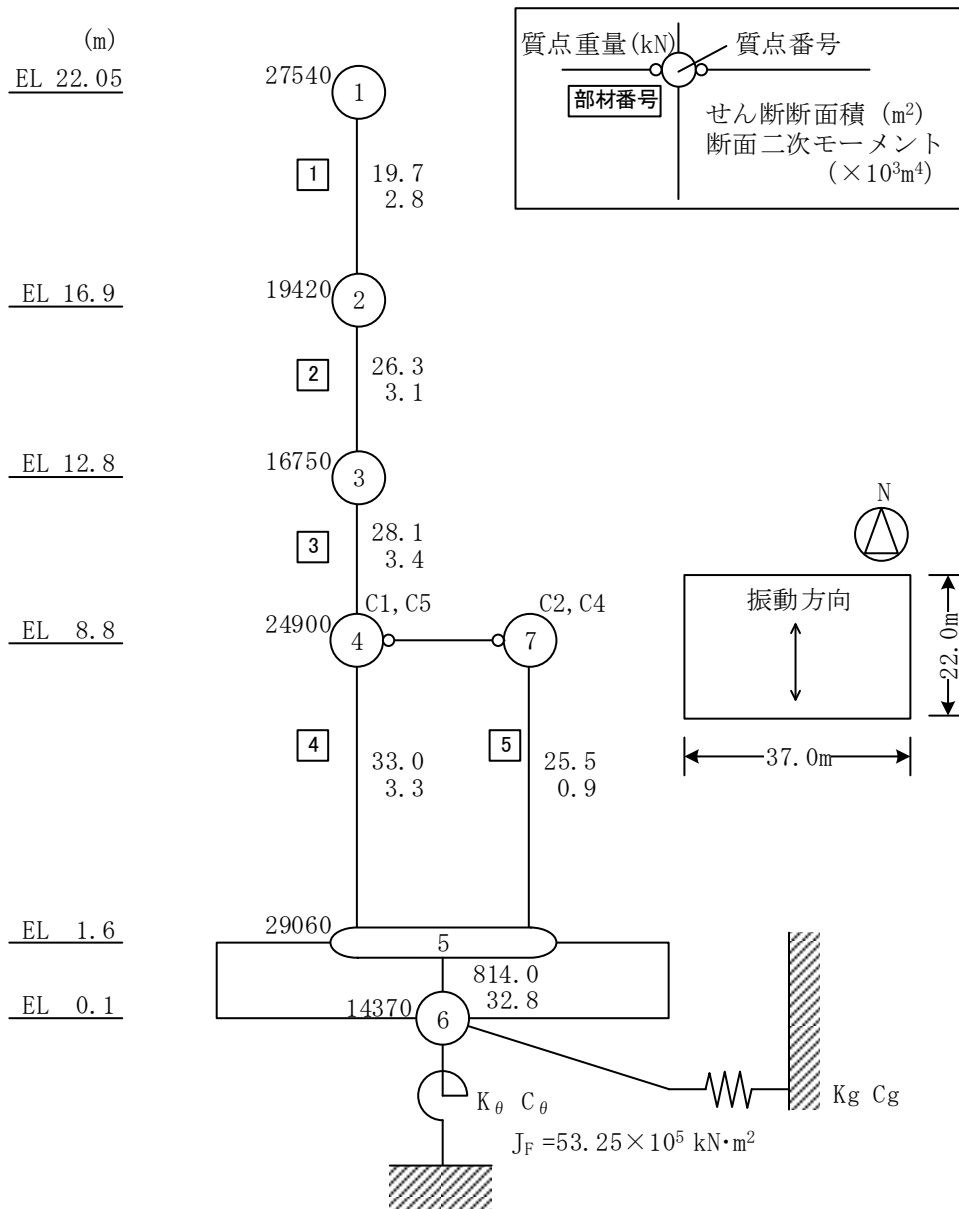 (m)
EL 22.05
27540
1
1
19.7
2.8
質点重量(kN)
質点番号
部材番号
せん断断面積 (m²)
断面二次モーメント
(×10³m⁴)
EL 16.9
19420
2
2
26.3
3.1
EL 12.8
16750
3
3
28.1
3.4
N
振動方向
22.0m
37.0m
EL 8.8
24900
C1, C5
4
C2, C4
7
4
33.0
3.3
5
25.5
0.9
EL 1.6
29060
5
814.0
32.8
EL 0.1
14370
6
Kθ Cθ
Kg Cg
JF =53.25×10⁵ kN·m²